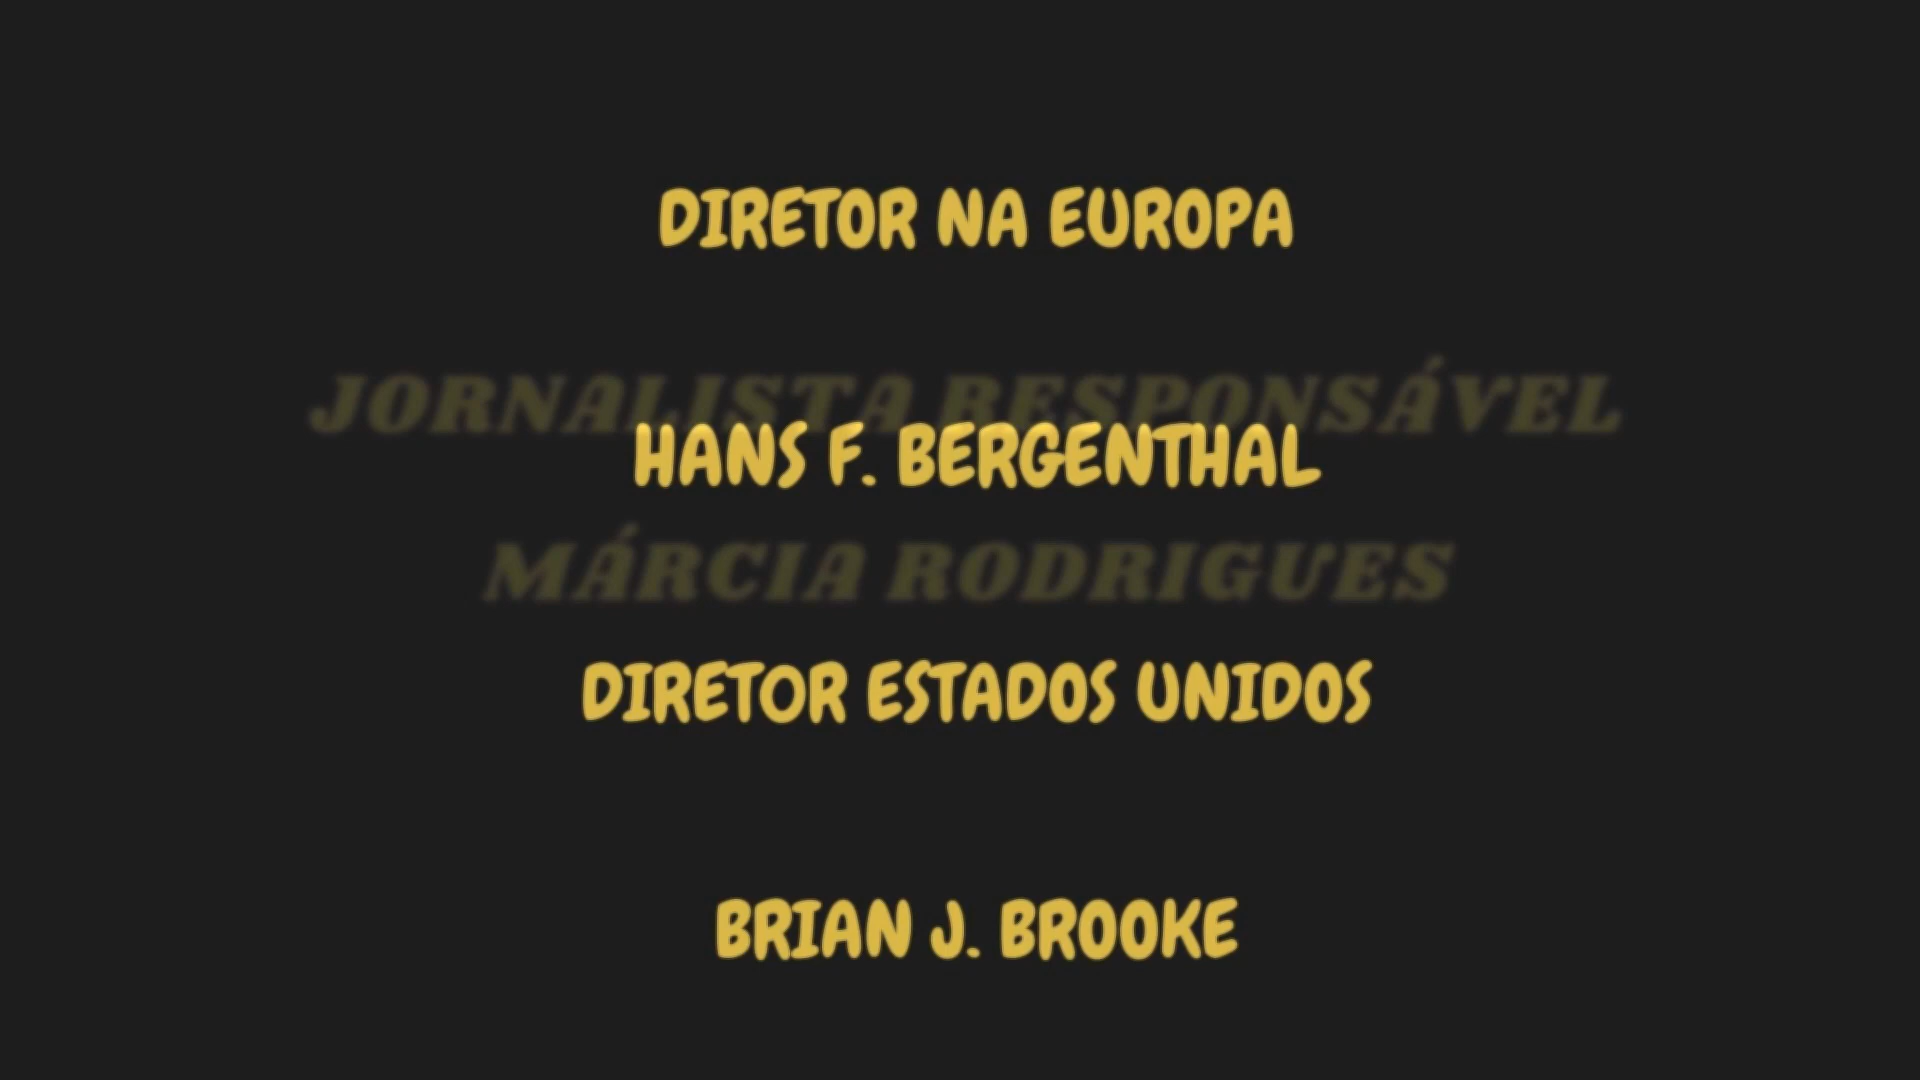 DIRETOR NA EUROPA
JORNALISTA RESPONSÁVEL
HANS F. BERGENTHAL
MÁRCIA RODRIGUES
DIRETOR ESTADOS UNIDOS
BRIAN J. BROOKE